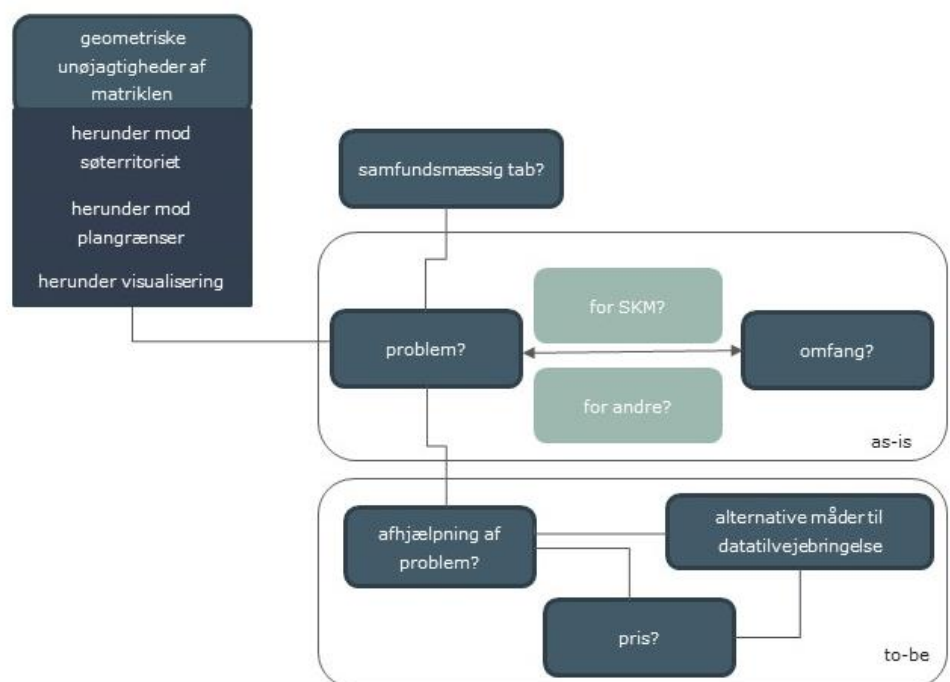 geometriske
unøjagtigheder af
matriklen
herunder mod
søterritoriet
herunder mod
plangrænser
herunder visualisering
samfundsmæssig tab?
for SKM?
problem?
omfang?
for andre?
as-is
afhjælpning af
problem?
alternative måder til
datatilvejebringelse
pris?
to-be